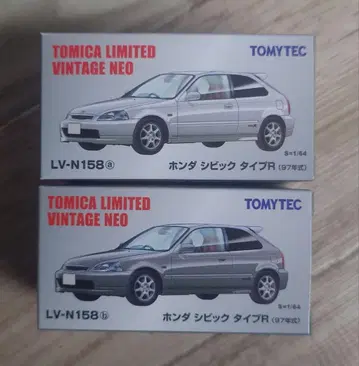 TOMICA LIMITED
VINTAGE NEO
TOMYTEC
S=1/64
LV-N158ⓐ ホンダ シビック タイプR (97年式)
TOMICA LIMITED
VINTAGE NEO
TOMYTEC
S=1/64
LV-N158ⓑ ホンダ シビック タイプR (97年式)